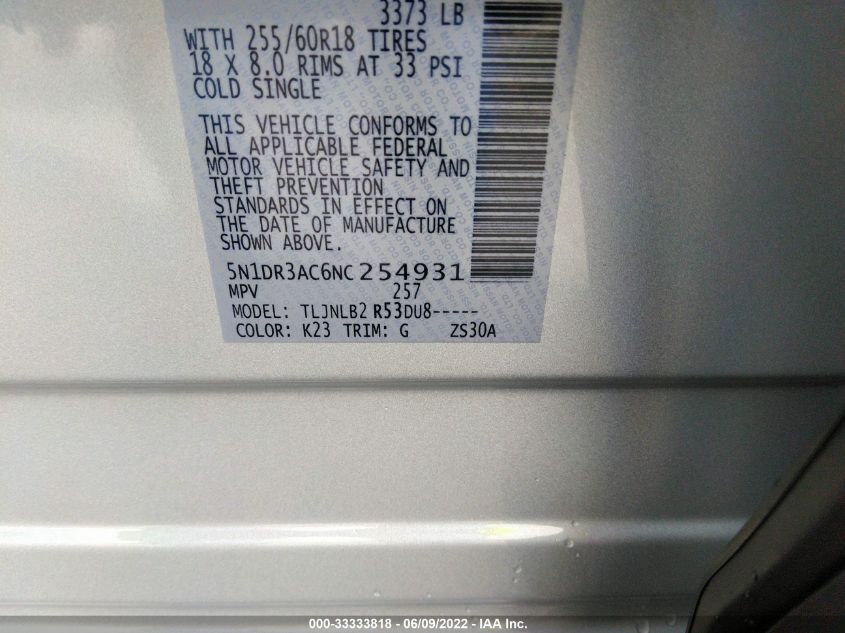 3373 LB
WITH 255/60R18 TIRES
18 X 8.0 RIMS AT 33 PSI
COLD SINGLE
THIS VEHICLE CONFORMS TO
ALL APPLICABLE FEDERAL
MOTOR VEHICLE SAFETY AND
THEFT PREVENTION
STANDARDS IN EFFECT ON
THE DATE OF MANUFACTURE
SHOWN ABOVE.
5N1DR3AC6NC254931
MPV 257
MODEL: TLJNLB2 R53DU8-----
COLOR: K23 TRIM: G ZS30A
000-33333818 - 06/09/2022 - IAA Inc.